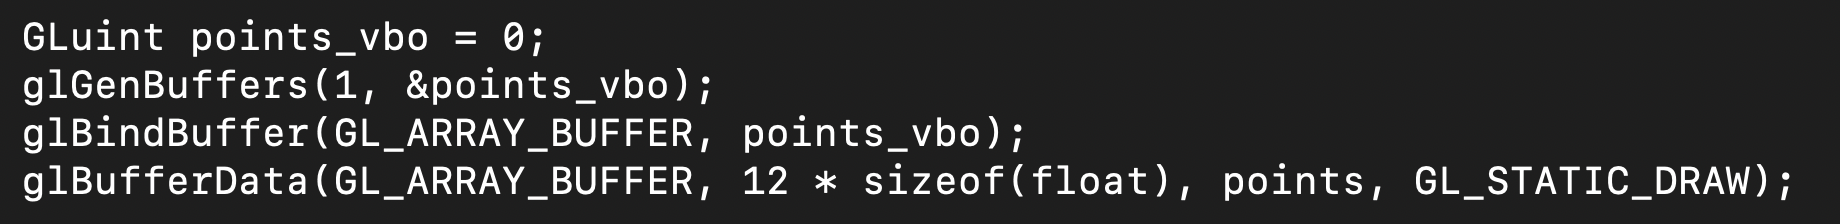 GLuint points_vbo = 0;
glGenBuffers(1, &points_vbo);
glBindBuffer(GL_ARRAY_BUFFER, points_vbo);
glBufferData(GL_ARRAY_BUFFER, 12 * sizeof(float), points, GL_STATIC_DRAW);